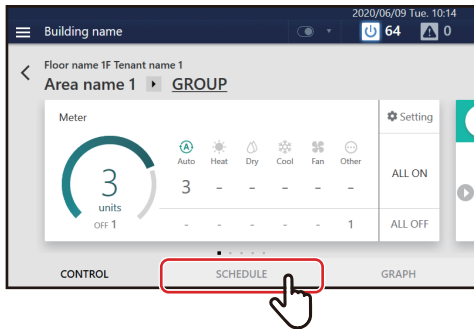 2020/06/09 Tue. 10:14
Building name
64
0
Floor name 1F Tenant name 1
Area name 1 GROUP
Meter
Setting
A
Auto Heat Dry Cool Fan Other
3 - - - - -
3
units
OFF 1
ALL ON
- - - - - 1
ALL OFF
CONTROL SCHEDULE GRAPH